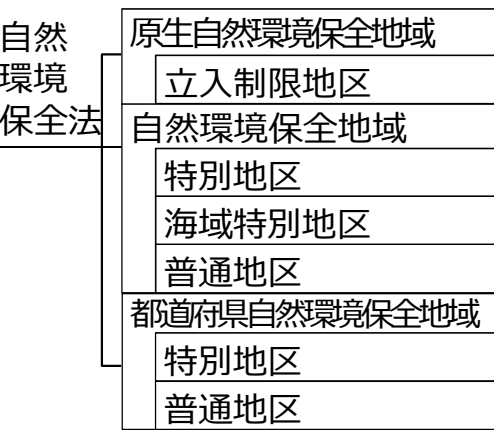 自然
環境
保全法
原生自然環境保全地域
立入制限地区
自然環境保全地域
特別地区
海域特別地区
普通地区
都道府県自然環境保全地域
特別地区
普通地区